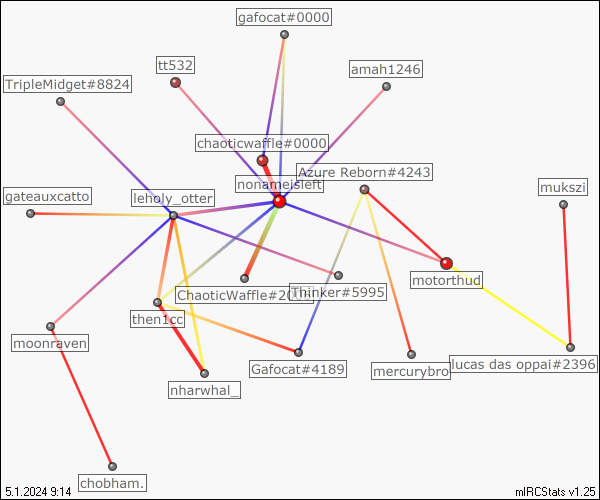 gafocat#0000
tt532
amah1246
TripleMidget#8824
chaoticwaffle#0000
Azure Reborn#4243
nonameisleft
mukszi
gateauxcatto
leholy_otter
motorthud
ChaoticWaffle#20
Thinker#5995
then1cc
moonraven
Gafocat#4189
mercurybro
lucas das oppai#2396
nharwhal_
chobham.
5.1.2024 9:14
mIRCStats v1.25